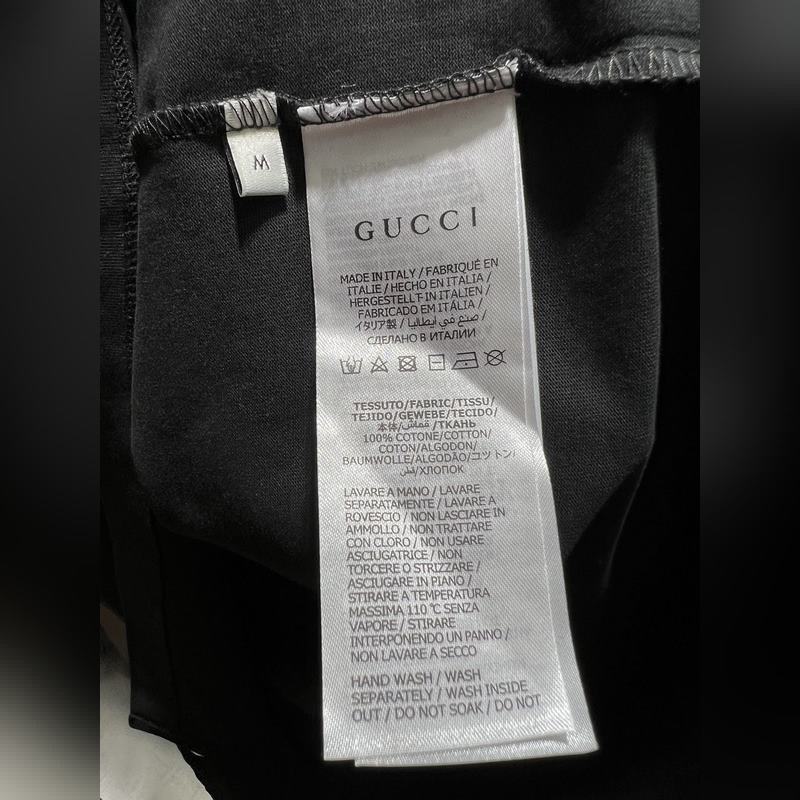 M
GUCCI
MADE IN ITALY / FABRIQUÉ EN
ITALIE / HECHO EN ITALIA /
HERGESTELLT IN ITALIEN /
FABRICADO EM ITÁLIA /
イタリア製 / صنع في إيطاليا /
СДЕЛАНО В ИТАЛИИ
TESSUTO/FABRIC/TISSU/
TEJIDO/GEWEBE/TECIDO/
本体/قماش/ТКАНЬ
100% COTONE/COTTON/
COTON/ALGODON/
BAUMWOLLE/ALGODÃO/コットン/
قطن/ХЛОПОК
LAVARE A MANO / LAVARE
SEPARATAMENTE / LAVARE A
ROVESCIO / NON LASCIARE IN
AMMOLLO / NON TRATTARE
CON CLORO / NON USARE
ASCIUGATRICE / NON
TORCERE O STRIZZARE /
ASCIUGARE IN PIANO /
STIRARE A TEMPERATURA
MASSIMA 110 °C SENZA
VAPORE / STIRARE
INTERPONENDO UN PANNO /
NON LAVARE A SECCO
HAND WASH / WASH
SEPARATELY / WASH INSIDE
OUT / DO NOT SOAK / DO NOT